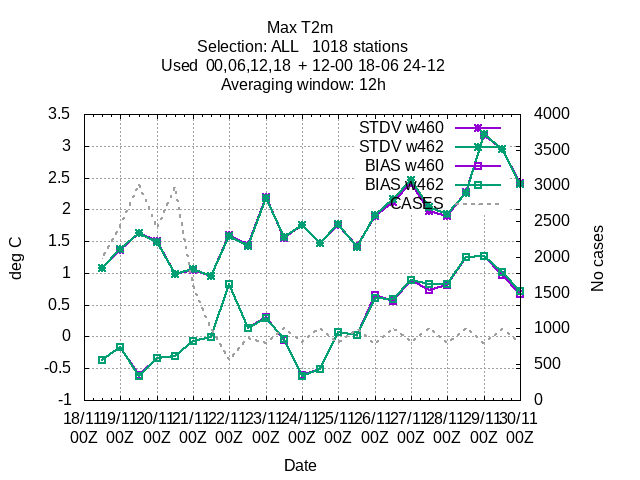 Max T2m
Selection: ALL   1018 stations
Used  00,06,12,18  + 12-00 18-06 24-12
Averaging window: 12h
3.5
3
2.5
2
1.5
1
0.5
0
-0.5
-1
4000
3500
3000
2500
2000
1500
1000
500
0
STDV w460
STDV w462
BIAS w460
BIAS w462
CASES
deg C
No cases
18/11 19/11 20/11 21/11 22/11 23/11 24/11 25/11 26/11 27/11 28/11 29/11 30/11
00Z 00Z 00Z 00Z 00Z 00Z 00Z 00Z 00Z 00Z 00Z 00Z 00Z
Date